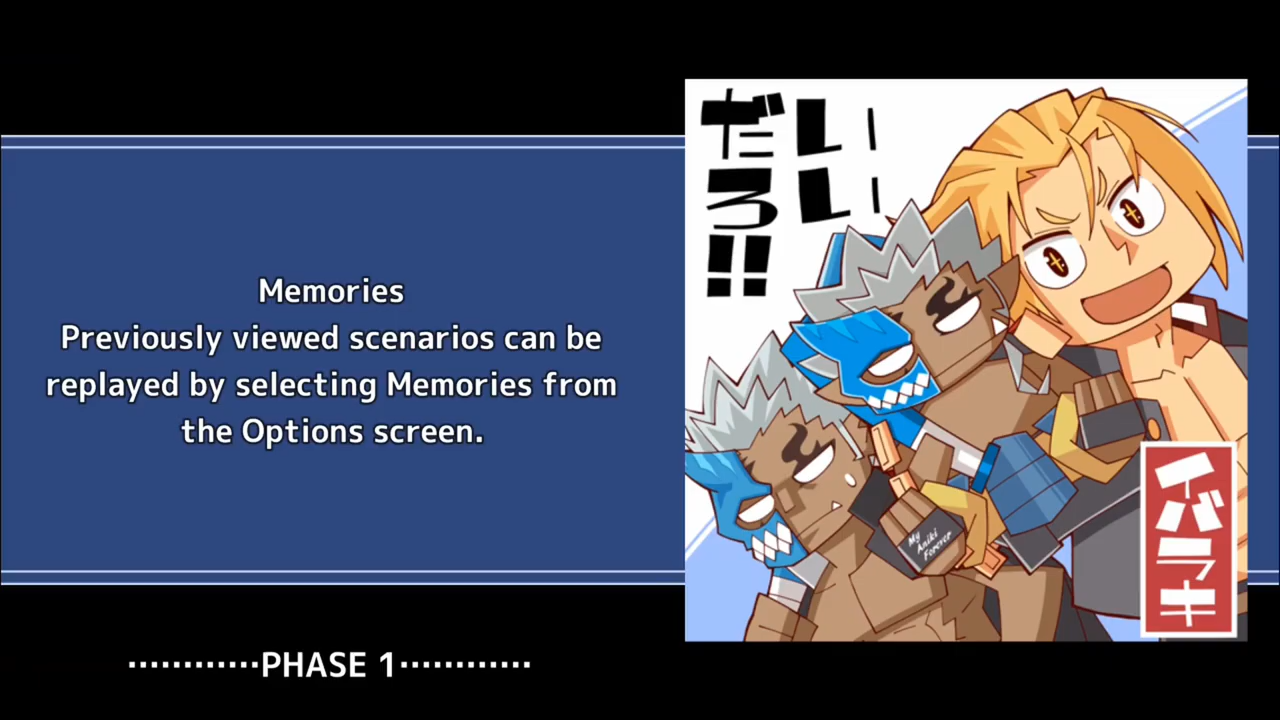 Memories
Previously viewed scenarios can be
replayed by selecting Memories from
the Options screen.
············PHASE 1············
いい
だろ!!
My
Aniki
Forever
イバラキ